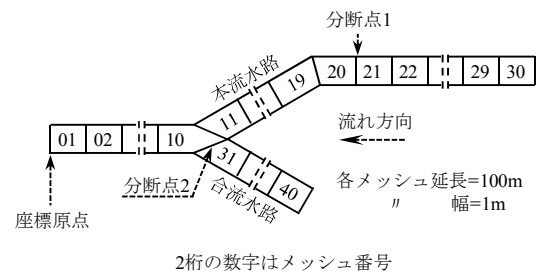 分断点1
本流水路
20 21 22 29 30
19
11
01 02 10
31
40
流れ方向
分断点2
合流水路
各メッシュ延長=100m
〃 幅=1m
座標原点
2桁の数字はメッシュ番号